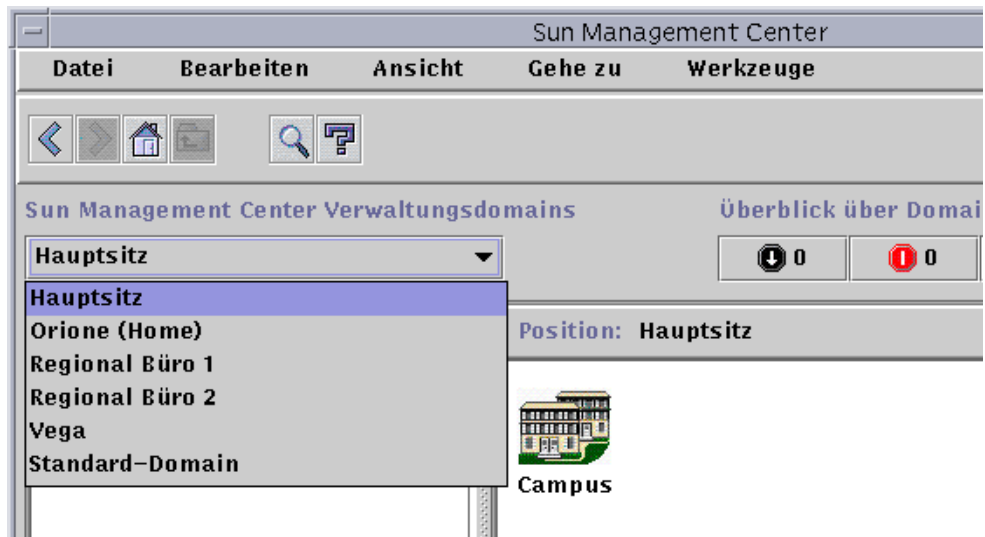 Sun Management Center
Datei Bearbeiten Ansicht Gehe zu Werkzeuge
Sun Management Center Verwaltungsdomains Überblick über Domai
Hauptsitz 0 0
Hauptsitz
Orione (Home)
Position: Hauptsitz
Regional Büro 1
Regional Büro 2
Vega
Standard-Domain
Campus